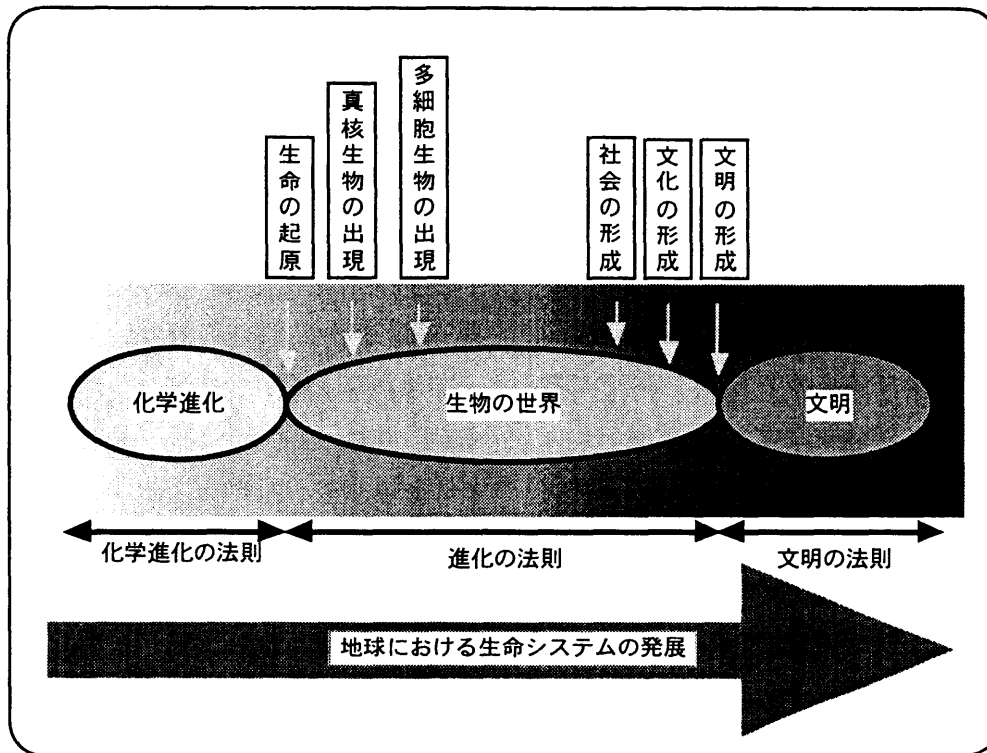 生命の起原
真核生物の出現
多細胞生物の出現
社会の形成
文化の形成
文明の形成
化学進化
生物の世界
文明
化学進化の法則
進化の法則
文明の法則
地球における生命システムの発展